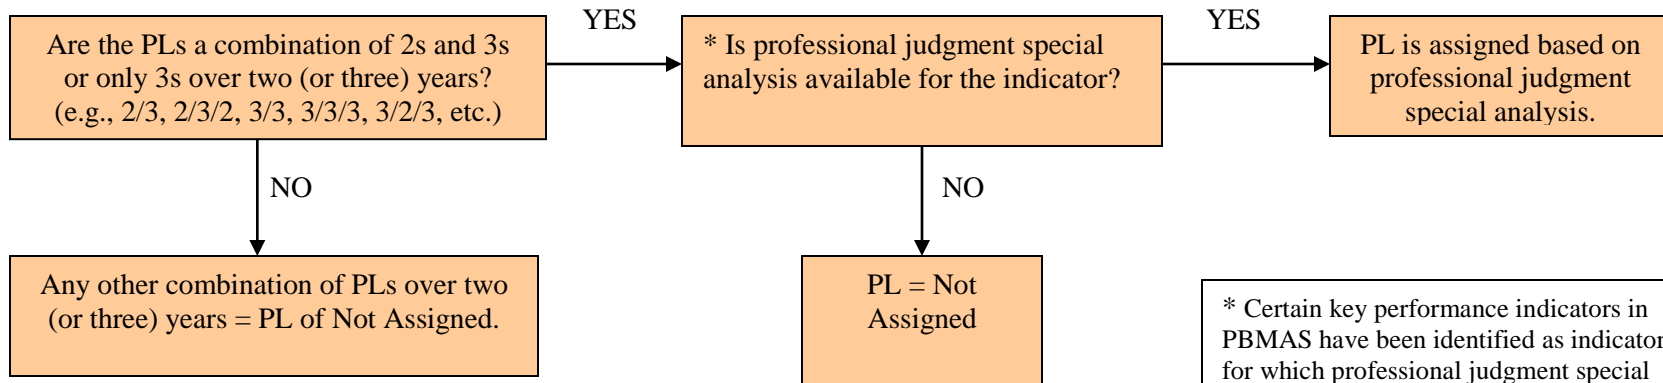 YES
YES
Are the PLs a combination of 2s and 3s
or only 3s over two (or three) years?
(e.g., 2/3, 2/3/2, 3/3, 3/3/3, 3/2/3, etc.)
* Is professional judgment special
analysis available for the indicator?
PL is assigned based on
professional judgment
special analysis.
NO
NO
Any other combination of PLs over two
(or three) years = PL of Not Assigned.
PL = Not
Assigned
* Certain key performance indicators in
PBMAS have been identified as indicator
for which professional judgment special